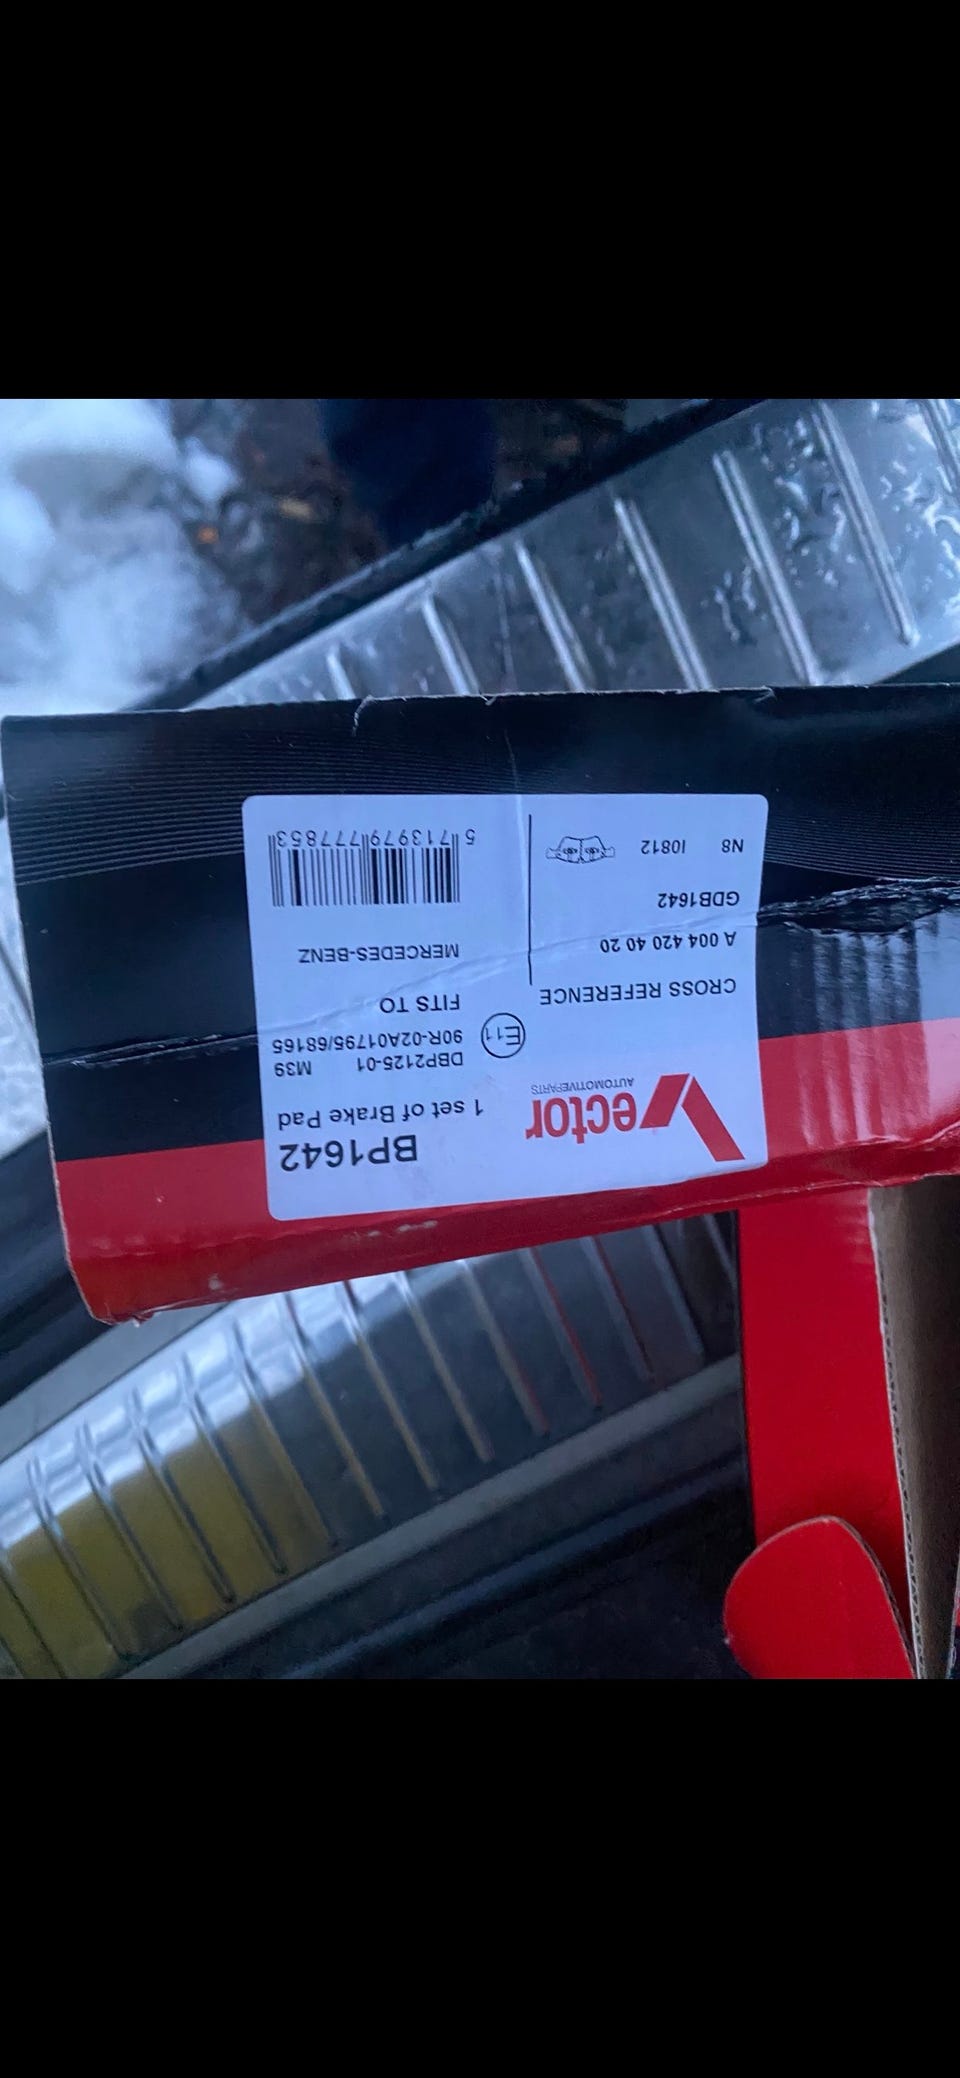 Vector
AUTOMOTIVEPARTS
BP1642
1 set of Brake Pad
DBP2125-01 M39
90R-02A01795/68165
E11
FITS TO
MERCEDES-BENZ
5 713979 777853
CROSS REFERENCE
A 004 420 40 20
GDB1642
N8 I0812